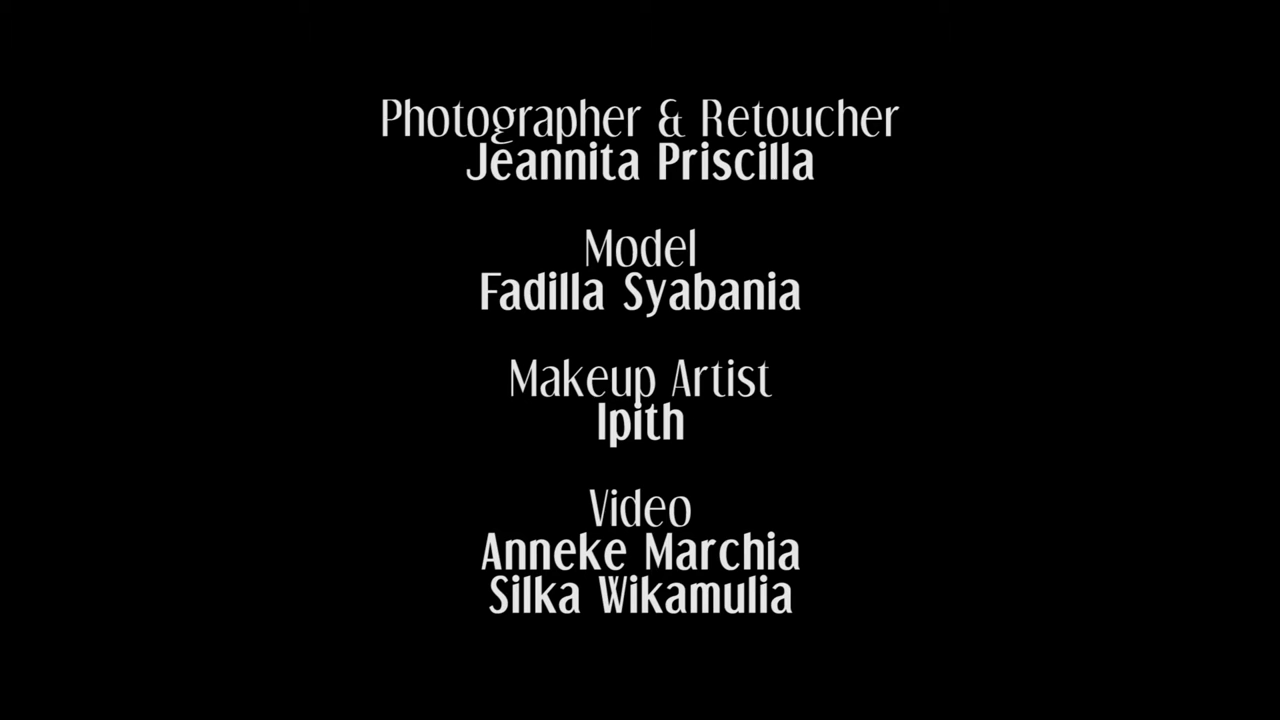 Photographer & Retoucher
Jeannita Priscilla
Model
Fadilla Syabania
Makeup Artist
Ipith
Video
Anneke Marchia
Silka Wikamulia